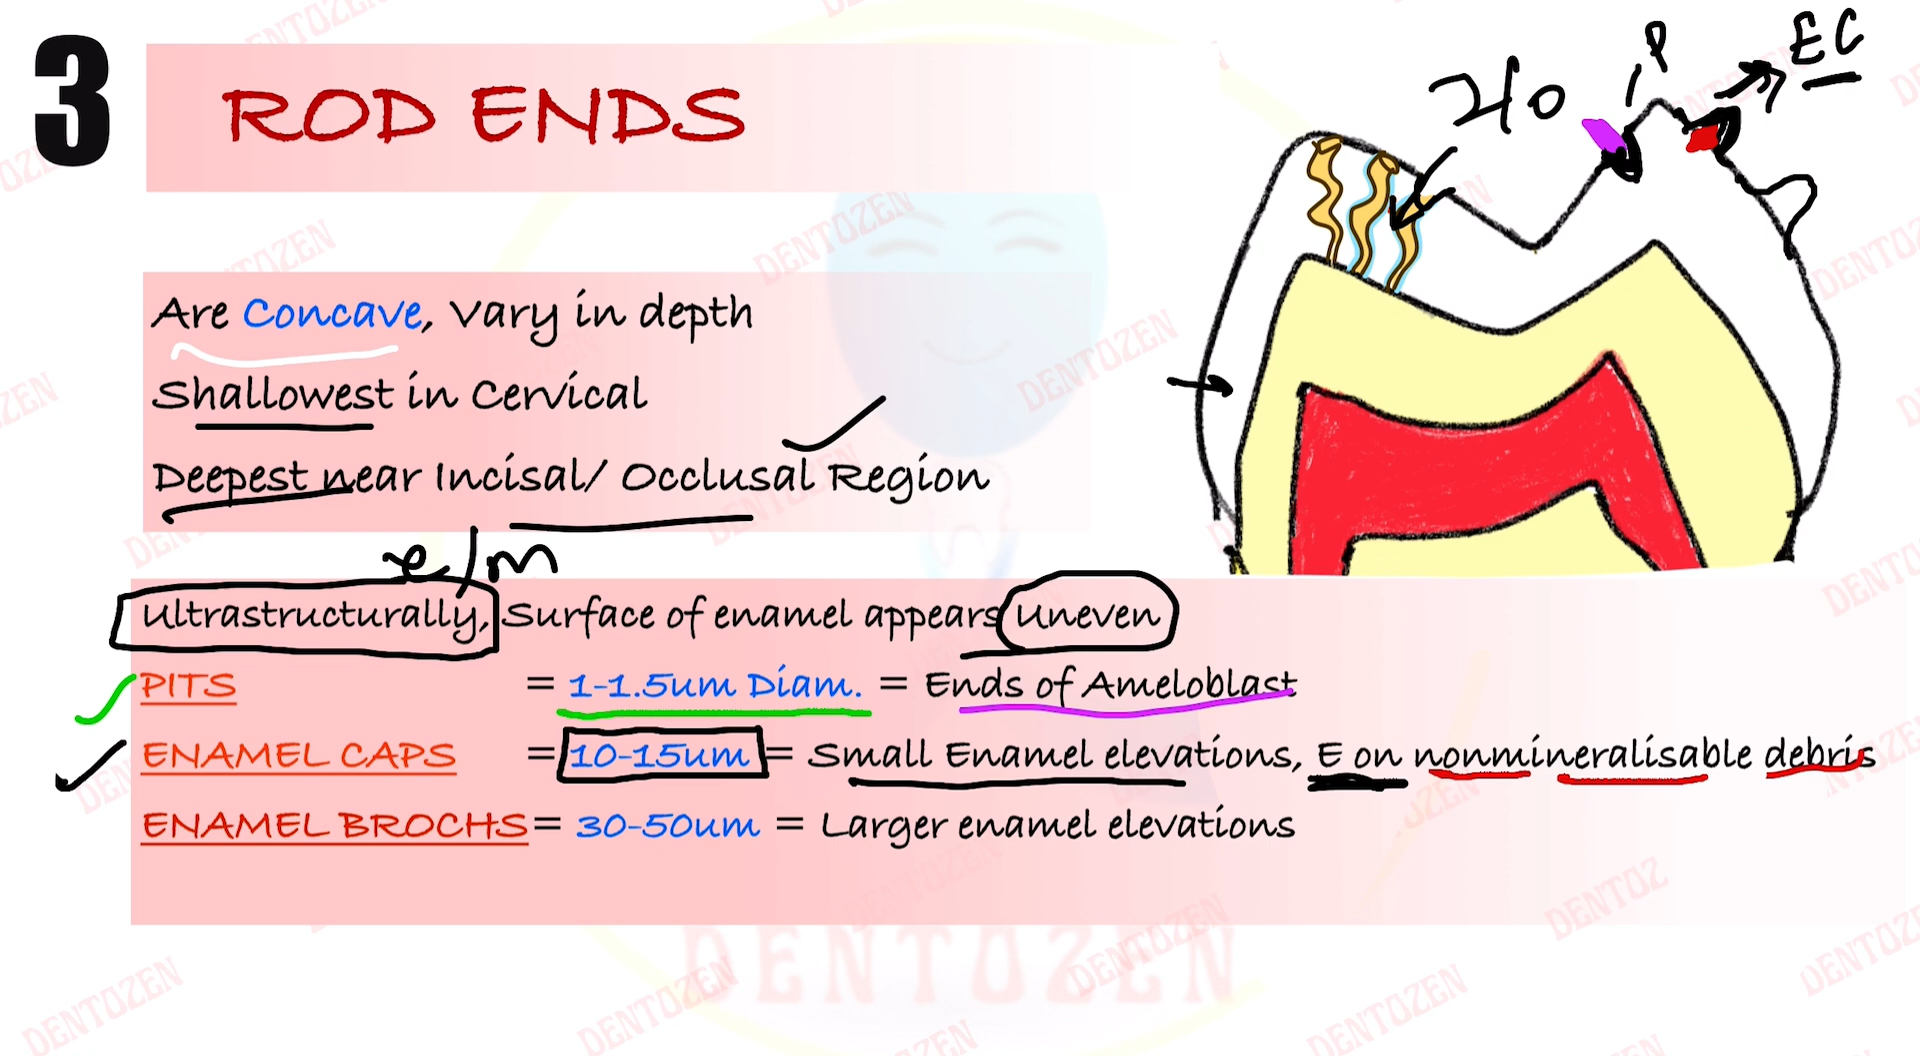 3
ROD ENDS
P
EC
Are Concave, Vary in depth
Shallowest in Cervical
Deepest near Incisal/ Occlusal Region
e/m
Ultrastructurally, Surface of enamel appears Uneven
PITS = 1-1.5um Diam. = Ends of Ameloblast
ENAMEL CAPS = 10-15um = Small Enamel elevations, E on nonmineralisable debris
ENAMEL BROCHS = 30-50um = Larger enamel elevations
DENTOZEN